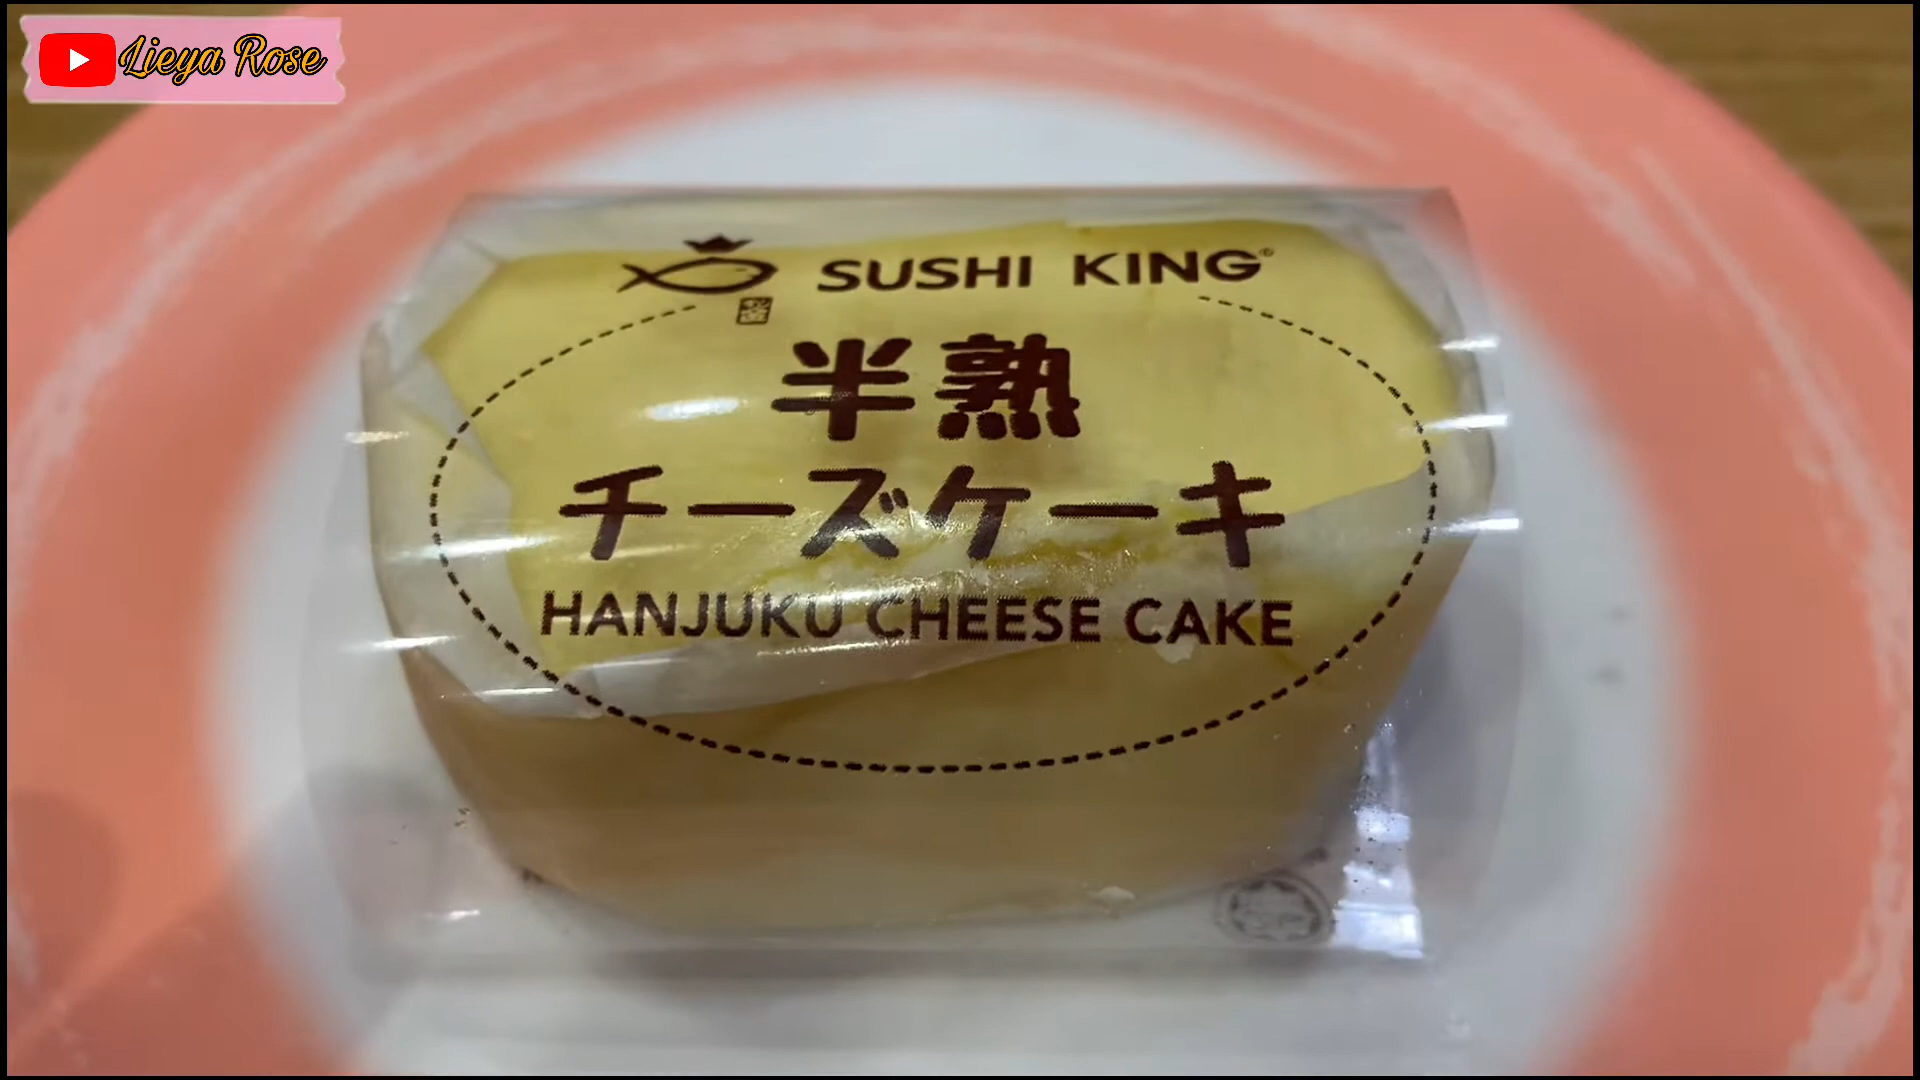 Lieya Rose
SUSHI KING®
半熟
チーズケーキ
HANJUKU CHEESE CAKE